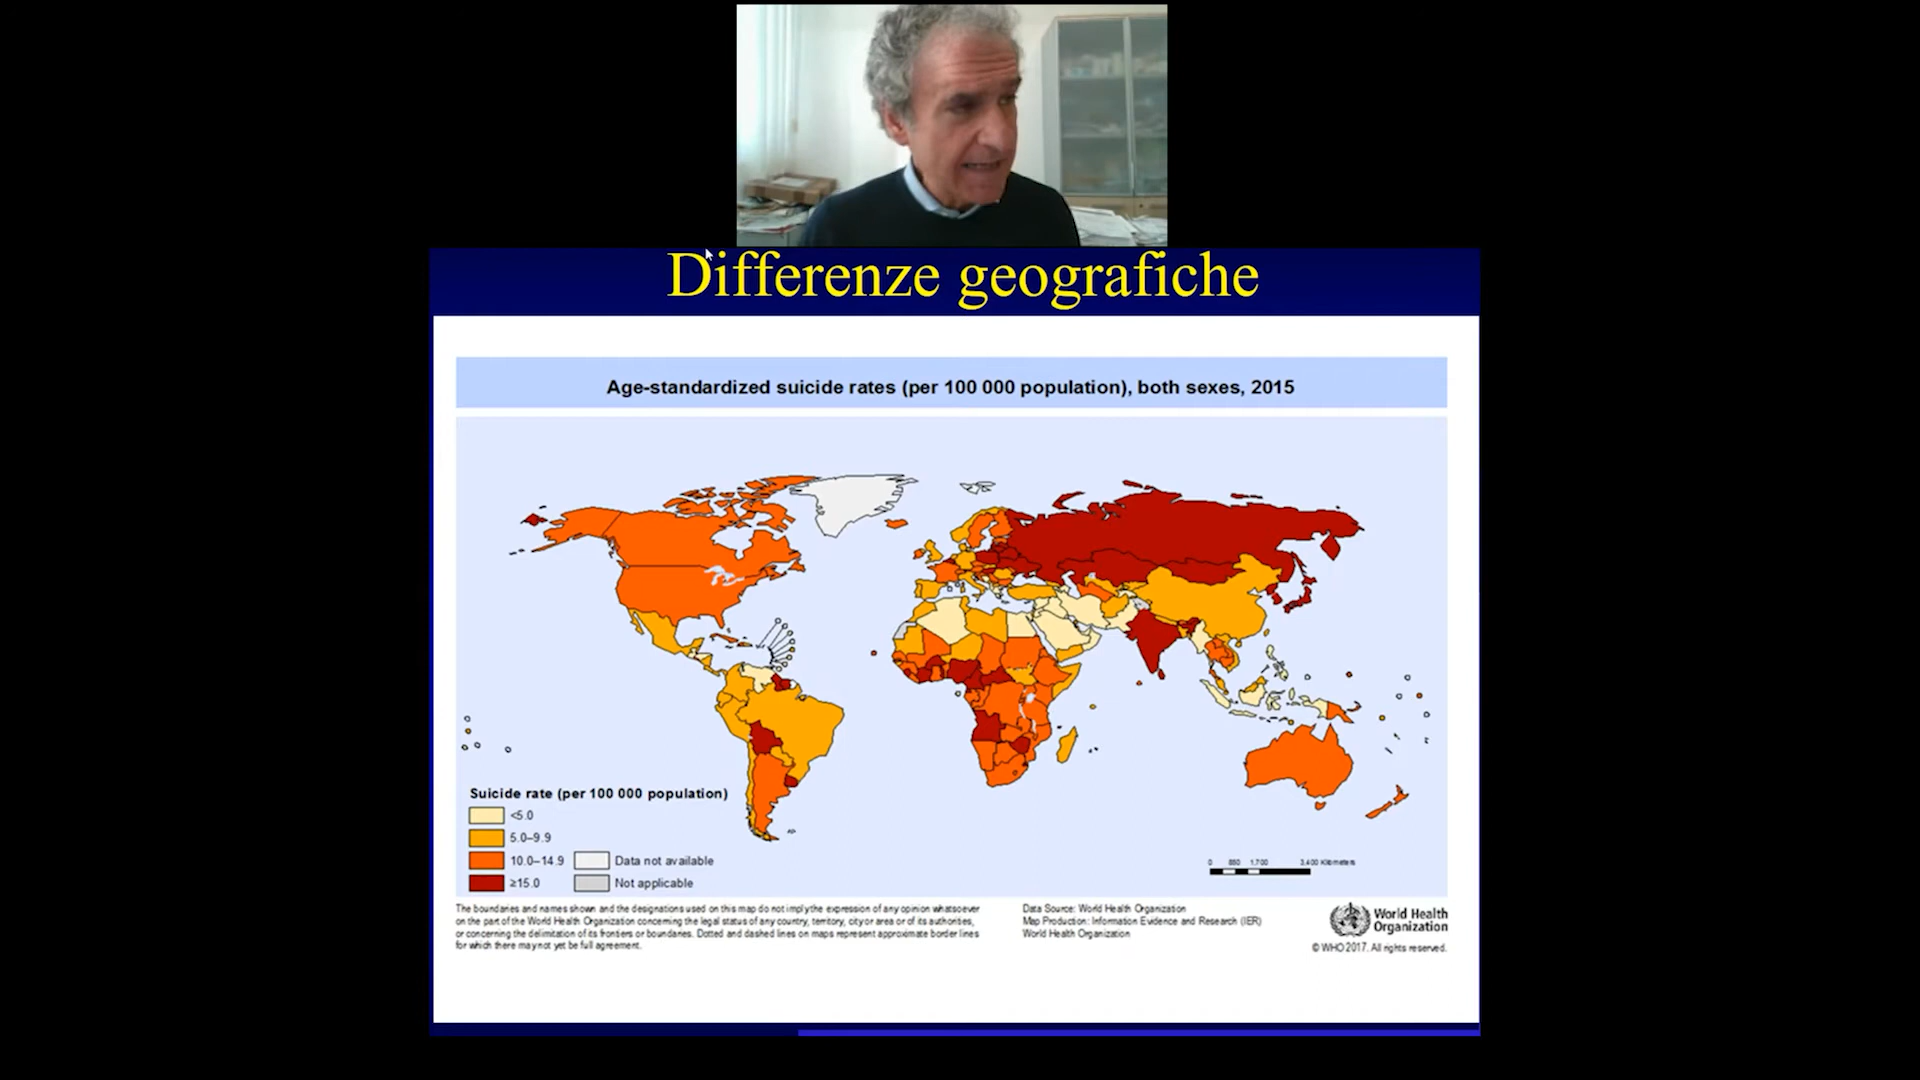 Differenze geografiche
Age-standardized suicide rates (per 100 000 population), both sexes, 2015
Suicide rate (per 100 000 population)
<5.0
5.0–9.9
10.0–14.9
≥15.0
Data not available
Not applicable
0 850 1,700 3,400 Kilometers
The boundaries and names shown and the designations used on this map do not imply the expression of any opinion whatsoever
on the part of the World Health Organization concerning the legal status of any country, territory, city or area or of its authorities,
or concerning the delimitation of its frontiers or boundaries. Dotted and dashed lines on maps represent approximate border lines
for which there may not yet be full agreement.
Data Source: World Health Organization
Map Production: Information Evidence and Research (IER)
World Health Organization
World Health
Organization
© WHO 2017. All rights reserved.